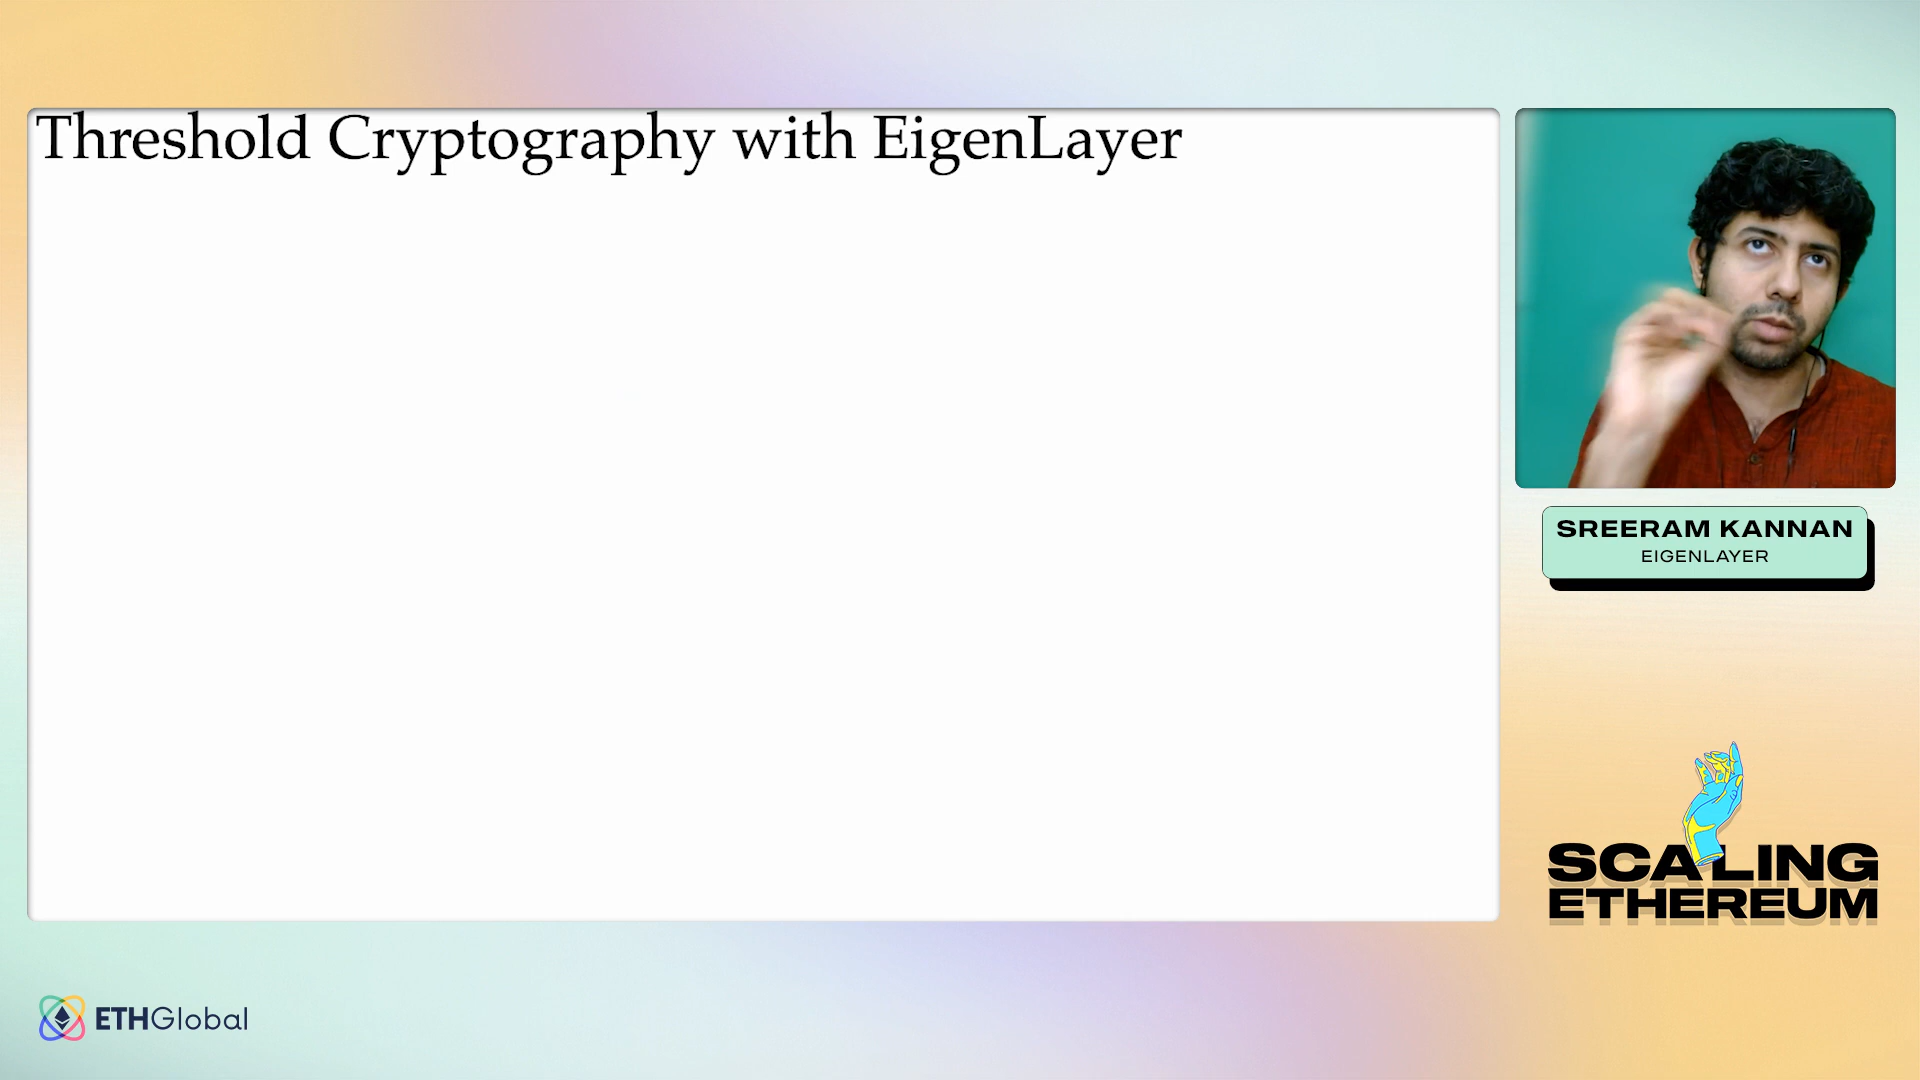 Threshold Cryptography with EigenLayer
SREERAM KANNAN
EIGENLAYER
SCALING
ETHEREUM
ETHGlobal